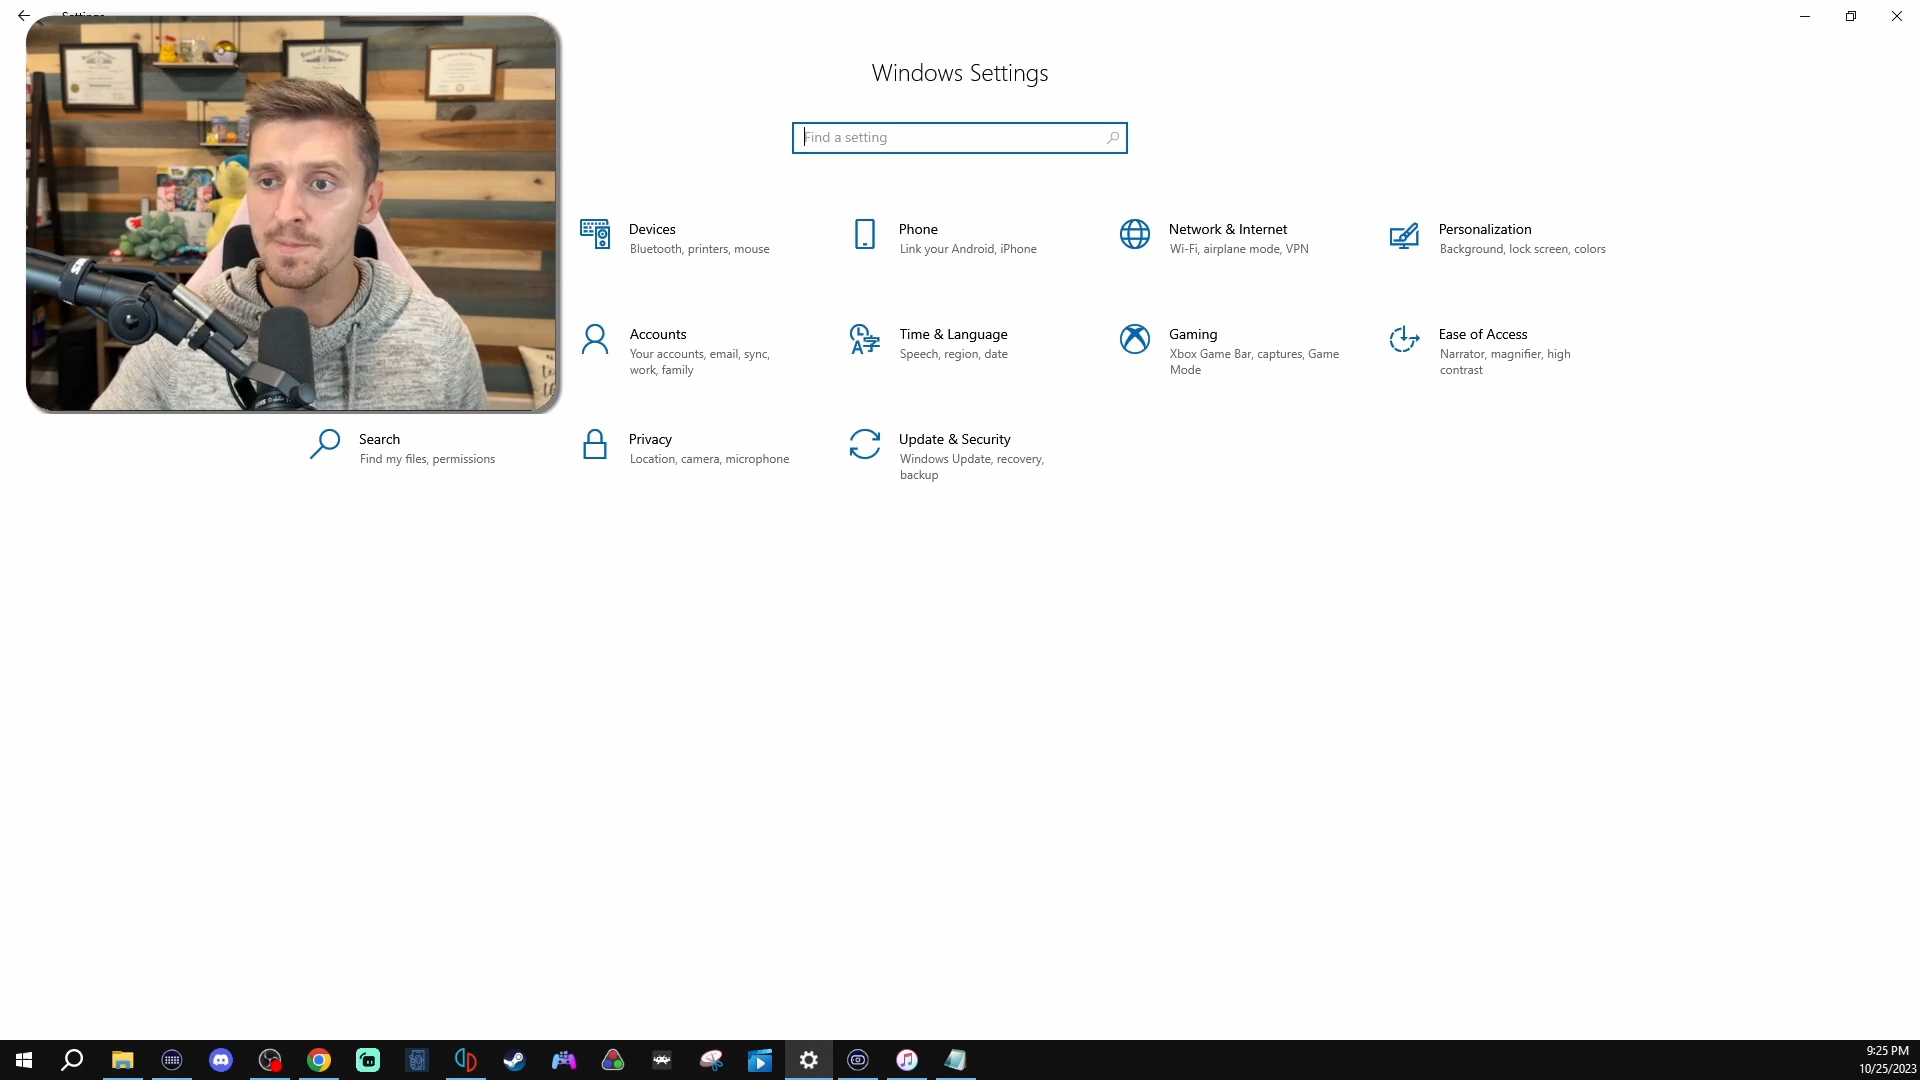 Windows Settings
Find a setting
Devices
Bluetooth, printers, mouse
Phone
Link your Android, iPhone
Network & Internet
Wi-Fi, airplane mode, VPN
Personalization
Background, lock screen, colors
Accounts
Your accounts, email, sync,
work, family
Time & Language
Speech, region, date
Gaming
Xbox Game Bar, captures, Game
Mode
Ease of Access
Narrator, magnifier, high
contrast
Search
Find my files, permissions
Privacy
Location, camera, microphone
Update & Security
Windows Update, recovery,
backup
9:25 PM
10/25/2023